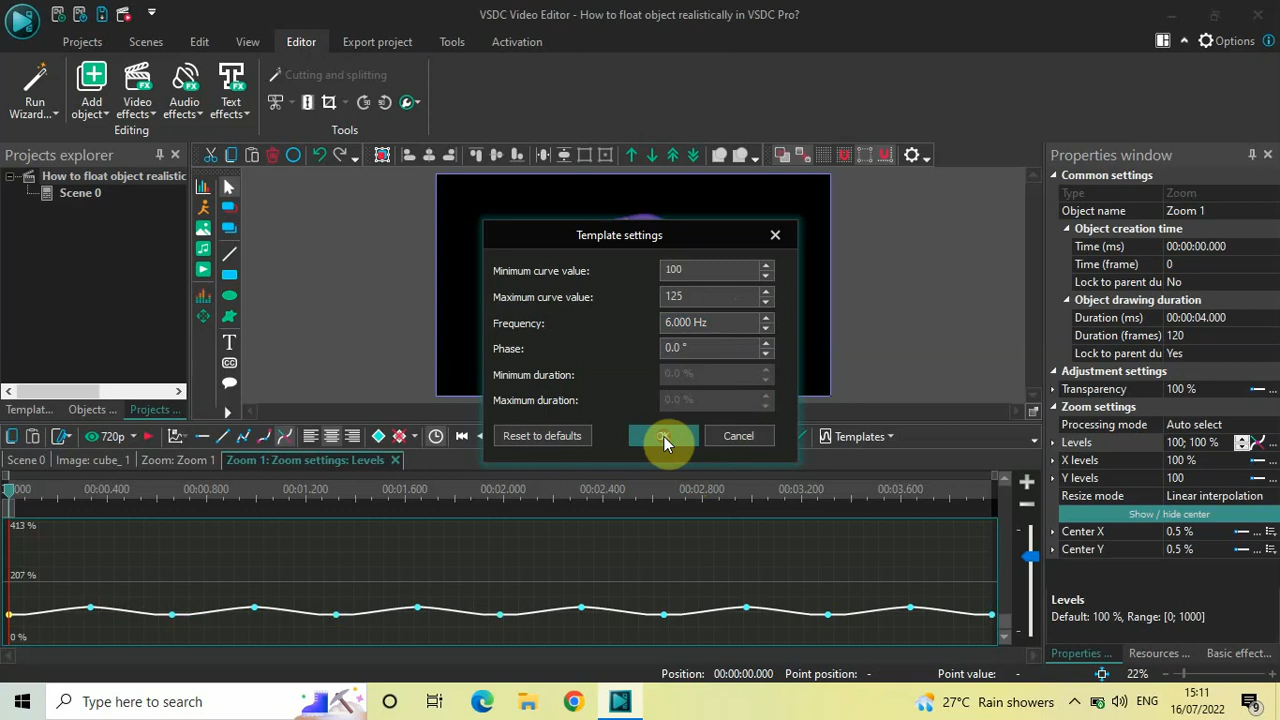 VSDC Video Editor - How to float object realistically in VSDC Pro?
Projects Scenes Edit View Editor Export project Tools Activation
Options
Run Wizard...
Add object
Video effects
Audio effects
Text effects
Editing
Cutting and splitting
Tools
Projects explorer
How to float object realistic
Scene 0
Templat... Objects ... Projects ...
Template settings
Minimum curve value: 100
Maximum curve value: 125
Frequency: 6.000 Hz
Phase: 0.0 °
Minimum duration: 0.0 %
Maximum duration: 0.0 %
Reset to defaults
Cancel
Properties window
Common settings
Type Zoom
Object name Zoom 1
Object creation time
Time (ms) 00:00:00.000
Time (frame) 0
Lock to parent du No
Object drawing duration
Duration (ms) 00:00:04.000
Duration (frames) 120
Lock to parent du Yes
Adjustment settings
Transparency 100 %
Zoom settings
Processing mode Auto select
Levels 100; 100 %
X levels 100 %
Y levels 100
Resize mode Linear interpolation
Show / hide center
Center X 0.5 %
Center Y 0.5 %
Levels
Default: 100 %, Range: [0; 1000]
Properties ... Resources ... Basic effect...
720p
Templates
Scene 0 Image: cube_ 1 Zoom: Zoom 1 Zoom 1: Zoom settings: Levels
.000 00:00.400 00:00.800 00:01.200 00:01.600 00:02.000 00:02.400 00:02.800 00:03.200 00:03.600
413 %
207 %
0 %
Position: 00:00:00.000 Point position: - Point value: - 22%
Type here to search
27°C Rain showers
ENG
15:11
16/07/2022
9